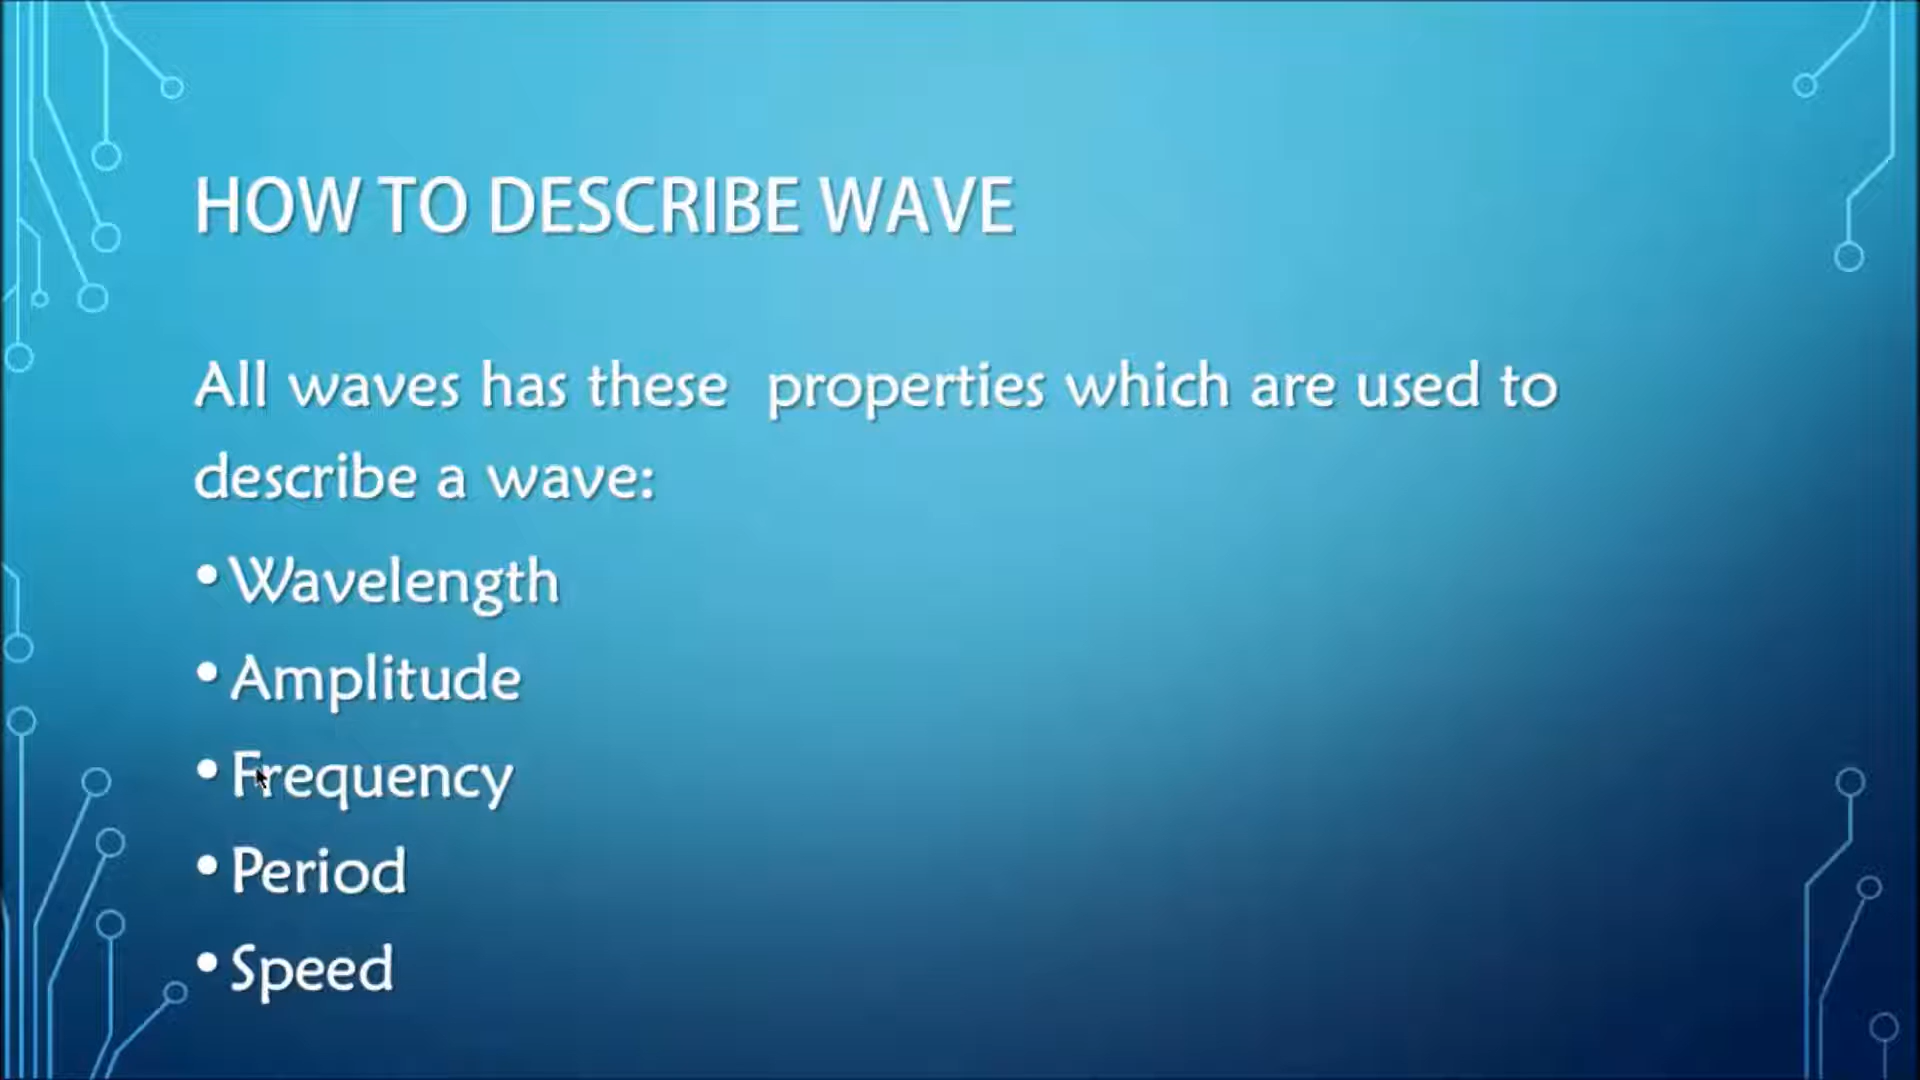 HOW TO DESCRIBE WAVE
All waves has these properties which are used to
describe a wave:
• Wavelength
• Amplitude
• Frequency
• Period
• Speed